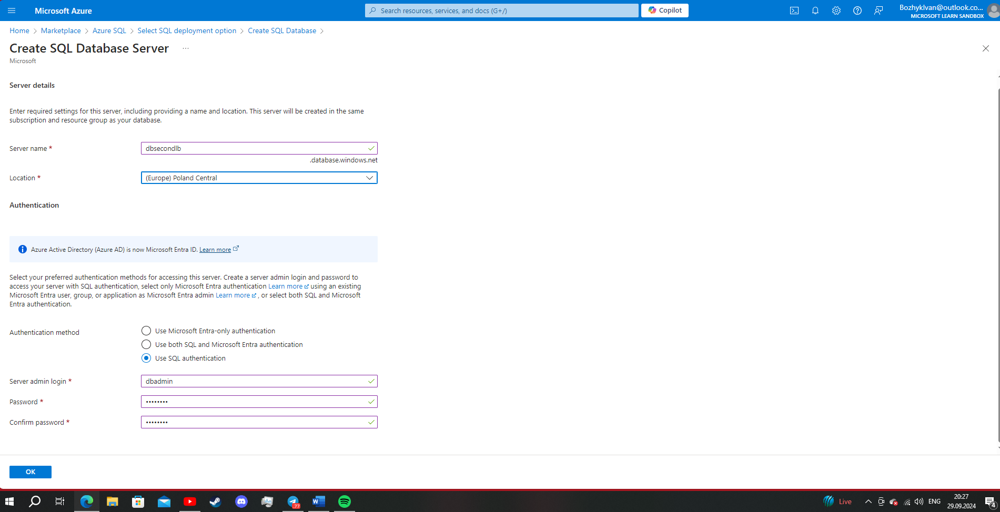 Microsoft Azure
Search resources, services, and docs (G+/)
Copilot
BozhykIvan@outlook.co...
MICROSOFT LEARN SANDBOX
Home > Marketplace > Azure SQL > Select SQL deployment option > Create SQL Database >
Create SQL Database Server ...
Microsoft
Server details
Enter required settings for this server, including providing a name and location. This server will be created in the same
subscription and resource group as your database.
Server name *
dbsecondlb
.database.windows.net
Location *
(Europe) Poland Central
Authentication
Azure Active Directory (Azure AD) is now Microsoft Entra ID. Learn more
Select your preferred authentication methods for accessing this server. Create a server admin login and password to
access your server with SQL authentication, select only Microsoft Entra authentication Learn more using an existing
Microsoft Entra user, group, or application as Microsoft Entra admin Learn more , or select both SQL and Microsoft
Entra authentication.
Authentication method
Use Microsoft Entra-only authentication
Use both SQL and Microsoft Entra authentication
Use SQL authentication
Server admin login *
dbadmin
Password *
••••••••
Confirm password *
••••••••
OK
77
W
Live
ENG
20:27
29.09.2024
4